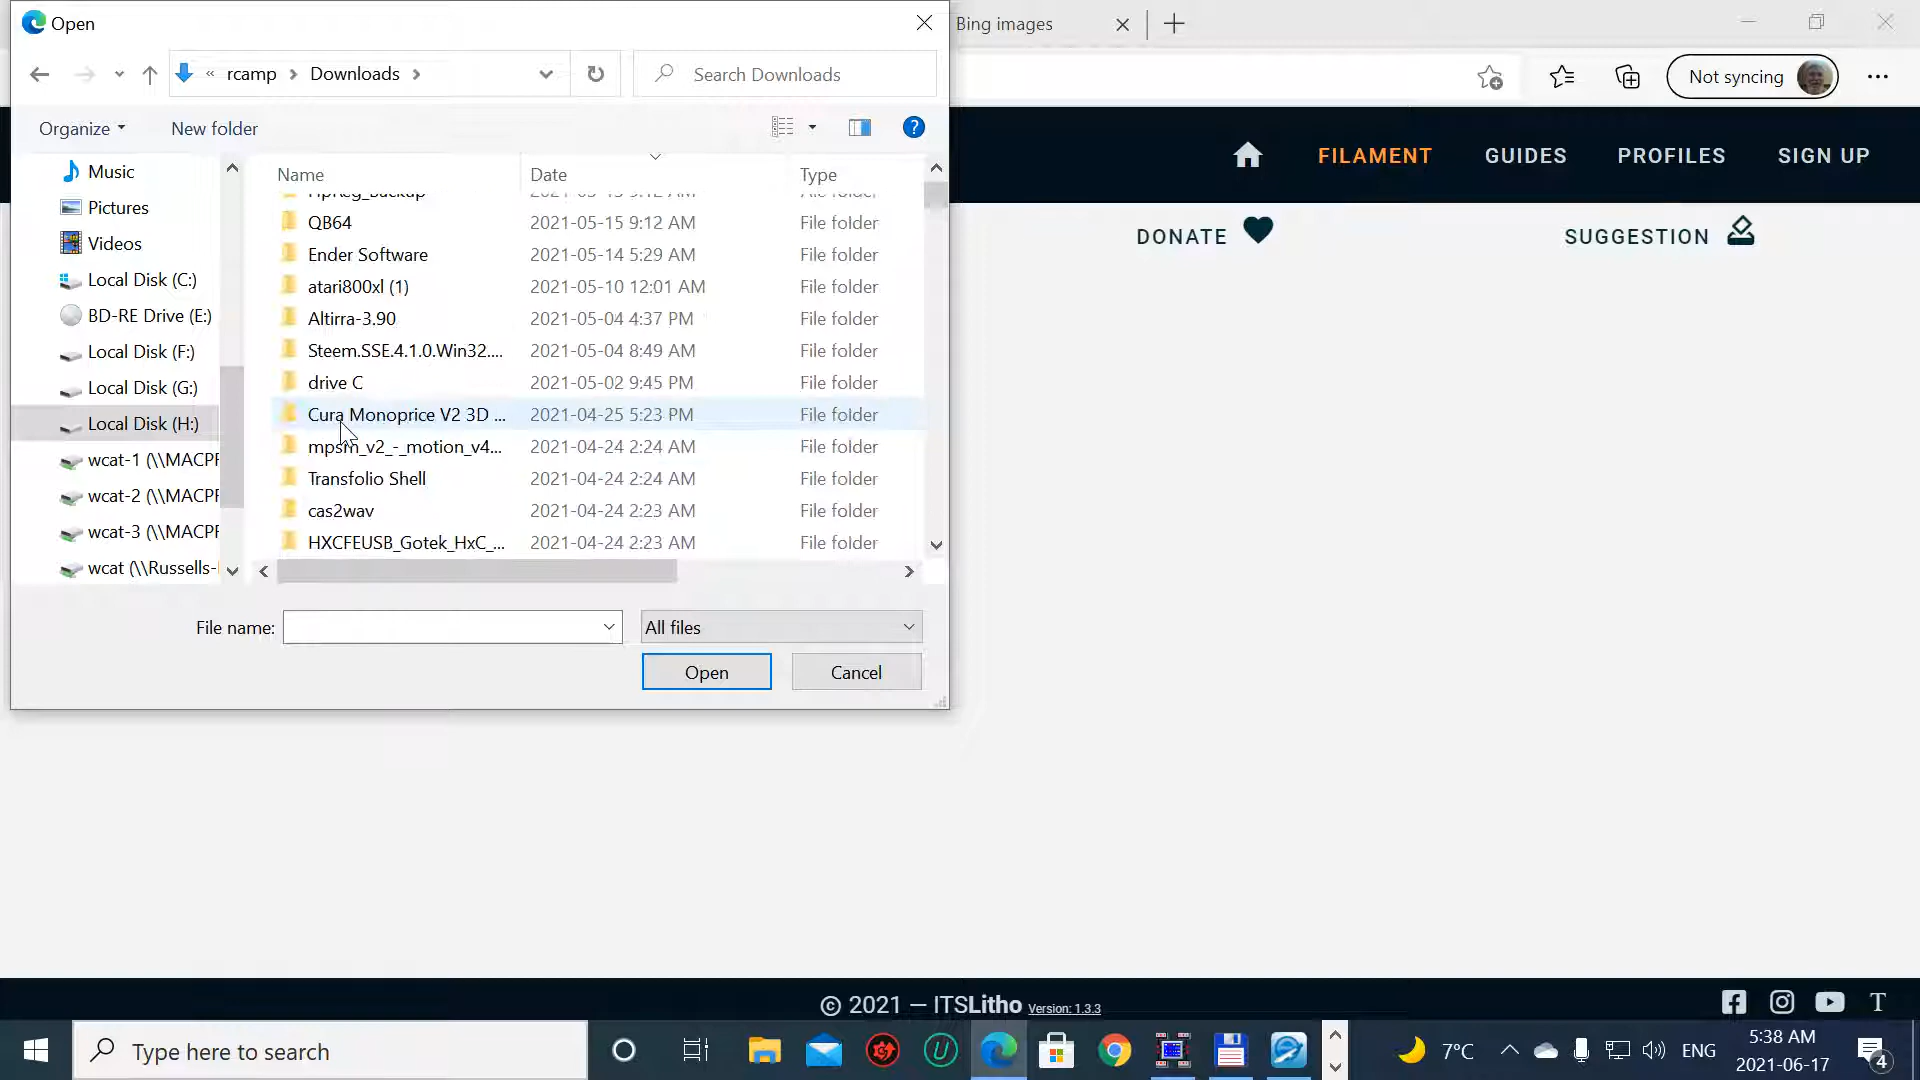 Open
Bing images
« rcamp > Downloads >
Search Downloads
Not syncing
Organize
New folder
FILAMENT
GUIDES
PROFILES
SIGN UP
DONATE
SUGGESTION
Music
Pictures
Videos
Local Disk (C:)
BD-RE Drive (E:)
Local Disk (F:)
Local Disk (G:)
Local Disk (H:)
wcat-1 (\\MACPR
wcat-2 (\\MACPR
wcat-3 (\\MACPR
wcat (\\Russells-
Name Date Type
QB64 2021-05-15 9:12 AM File folder
Ender Software 2021-05-14 5:29 AM File folder
atari800xl (1) 2021-05-10 12:01 AM File folder
Altirra-3.90 2021-05-04 4:37 PM File folder
Steem.SSE.4.1.0.Win32.... 2021-05-04 8:49 AM File folder
drive C 2021-05-02 9:45 PM File folder
Cura Monoprice V2 3D ... 2021-04-25 5:23 PM File folder
mpsm_v2_-_motion_v4... 2021-04-24 2:24 AM File folder
Transfolio Shell 2021-04-24 2:24 AM File folder
cas2wav 2021-04-24 2:23 AM File folder
HXCFEUSB_Gotek_HxC_... 2021-04-24 2:23 AM File folder
File name:
All files
Open
Cancel
© 2021 — ITSLitho Version: 1.3.3
Type here to search
7°C
ENG
5:38 AM
2021-06-17
4